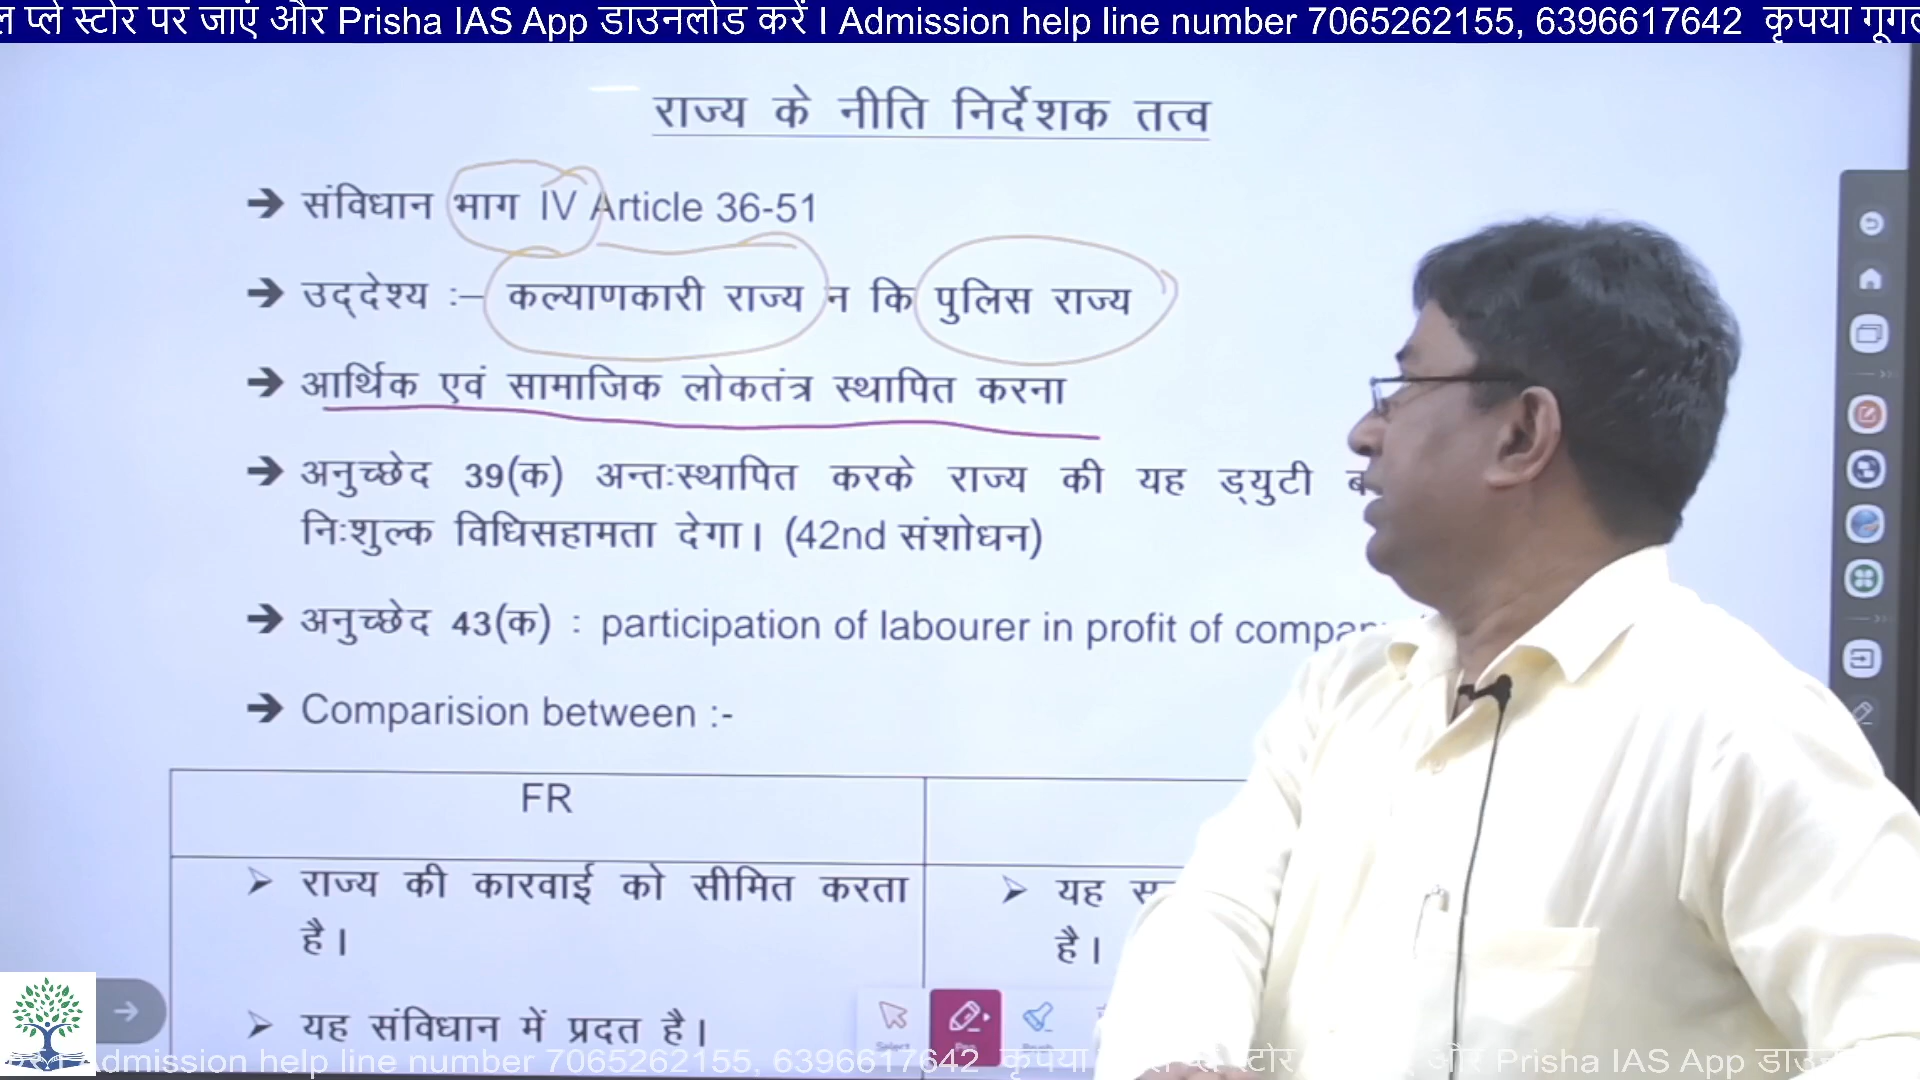 प्ले स्टोर पर जाएं और Prisha IAS App डाउनलोड करें I Admission help line number 7065262155, 6396617642 कृपया
राज्य के नीति निर्देशक तत्व
→ संविधान भाग IV Article 36-51
→ उद्देश्य :– कल्याणकारी राज्य न कि पुलिस राज्य
→ आर्थिक एवं सामाजिक लोकतंत्र स्थापित करना
→ अनुच्छेद 39(क) अन्तःस्थापित करके राज्य की यह ड्युटी
निःशुल्क विधिसहामता देगा। (42nd संशोधन)
→ अनुच्छेद 43(क) : participation of labourer in profit of
→ Comparision between :-
FR
➢ राज्य की कारवाई को सीमित करता
है।
➢ यह
है।
➢ यह संविधान में प्रदत है।
Select
Admission help line number 7065262155, 6396617642 कृपया स्टोर और Prisha IAS App